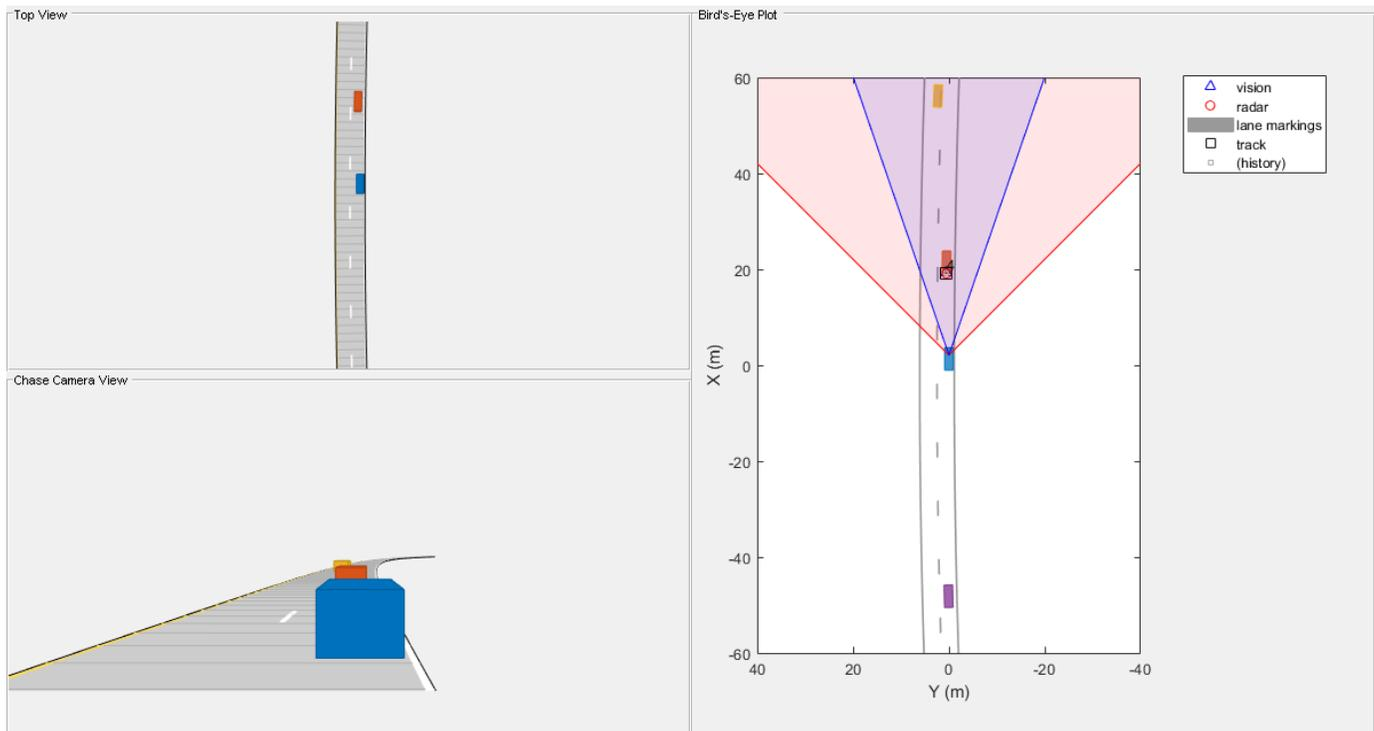 Top View
Chase Camera View
Bird's-Eye Plot
60
40
20
0
-20
-40
-60
X (m)
4
40
20
0
-20
-40
Y (m)
vision
radar
lane markings
track
(history)